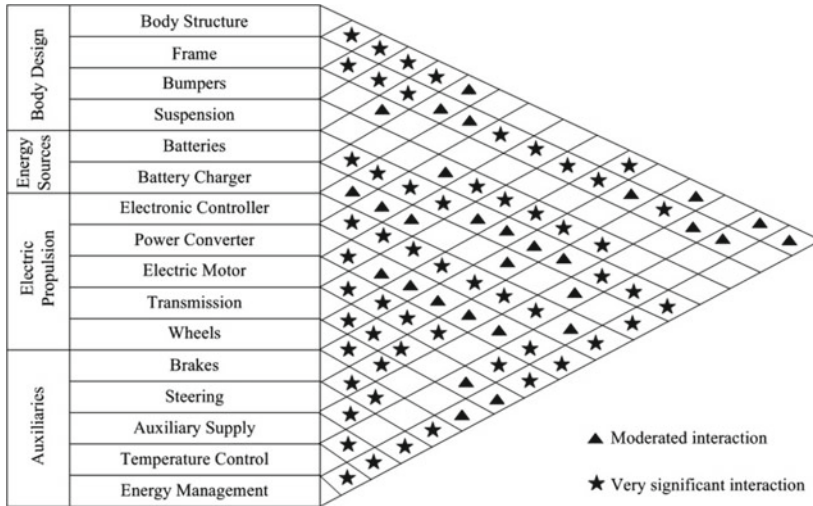 Body Design
Body Structure
Frame
Bumpers
Suspension
Energy
Sources
Batteries
Battery Charger
Electric
Propulsion
Electronic Controller
Power Converter
Electric Motor
Transmission
Wheels
Auxiliaries
Brakes
Steering
Auxiliary Supply
Temperature Control
Energy Management
Moderated interaction
Very significant interaction